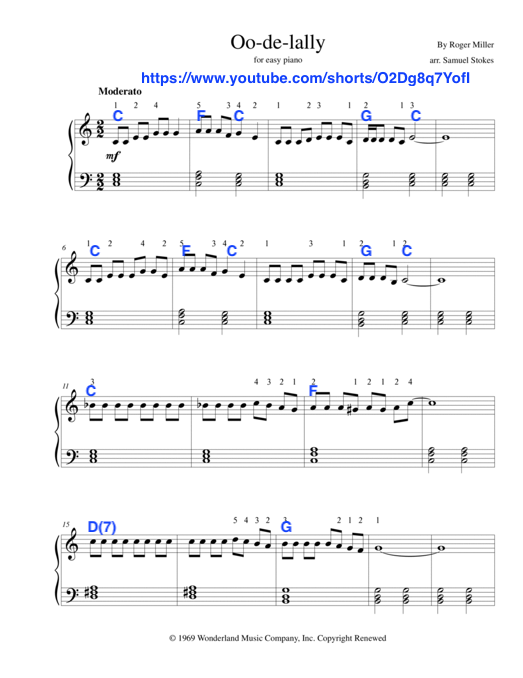 Oo-de-lally
By Roger Miller
for easy piano
arr. Samuel Stokes
https://www.youtube.com/shorts/O2Dg8q7YofI
Moderato
1 2 4 2 5 3 4 2 1 2 3 1 2 1 2 1 3
C F C G C
mf
6
1 2 4 2 5 3 4 2 1 3 1 2 1 2
C F C G C
11
3 4 3 2 1 2 1 2 1 2 4
C F
15
5 4 3 2 1 2 1 2 1
D(7) G
© 1969 Wonderland Music Company, Inc. Copyright Renewed